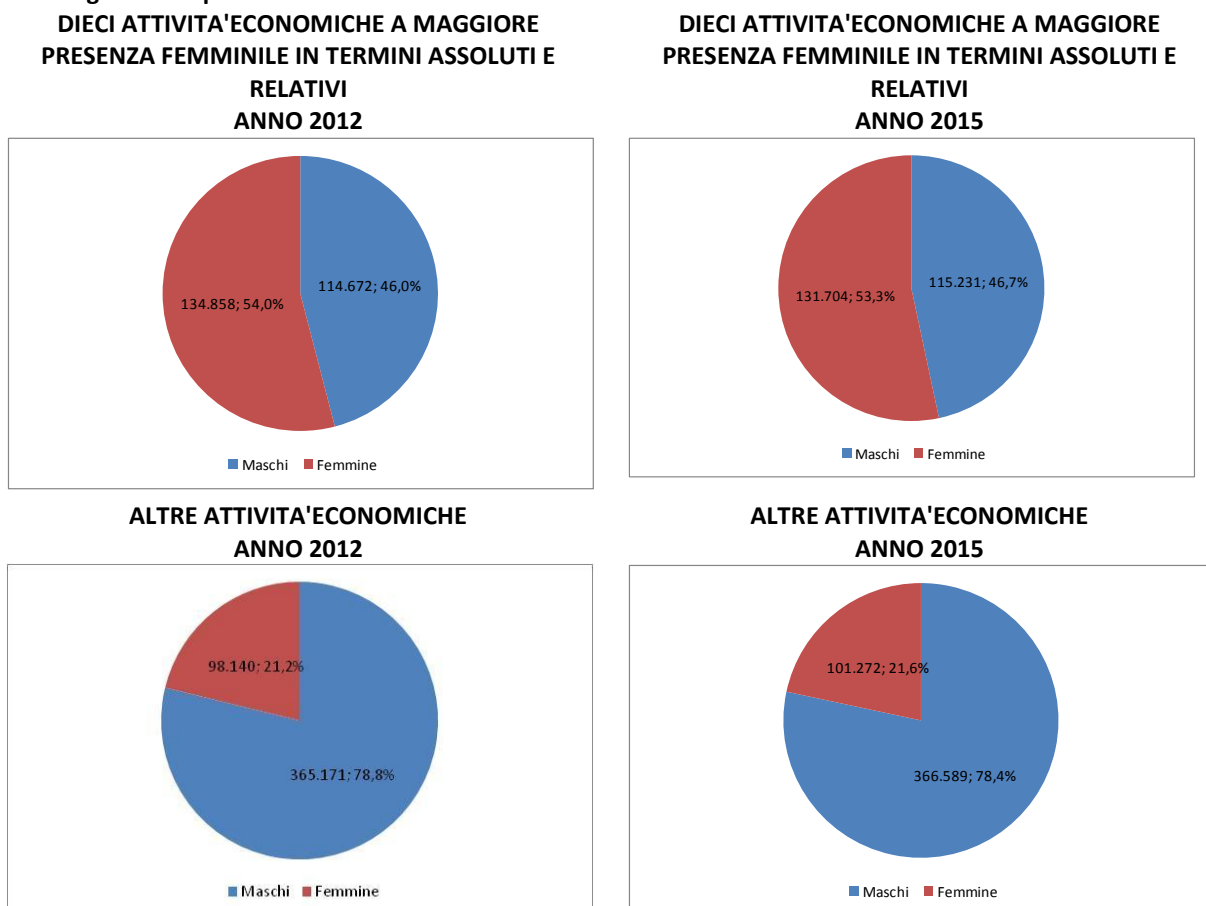 DIECI ATTIVITA'ECONOMICHE A MAGGIORE
PRESENZA FEMMINILE IN TERMINI ASSOLUTI E
RELATIVI
ANNO 2012
134.858; 54,0%
114.672; 46,0%
Maschi Femmine
DIECI ATTIVITA'ECONOMICHE A MAGGIORE
PRESENZA FEMMINILE IN TERMINI ASSOLUTI E
RELATIVI
ANNO 2015
131.704; 53,3%
115.231; 46,7%
Maschi Femmine
ALTRE ATTIVITA'ECONOMICHE
ANNO 2012
98.140; 21,2%
365.171; 78,8%
Maschi Femmine
ALTRE ATTIVITA'ECONOMICHE
ANNO 2015
101.272; 21,6%
366.589; 78,4%
Maschi Femmine